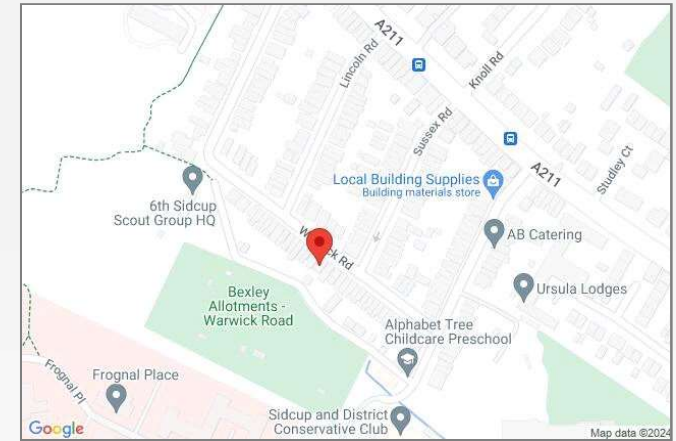 A211
Lincoln Rd
Knoll Rd
Sussex Rd
A211
Studley Ct
Local Building Supplies
Building materials store
6th Sidcup
Scout Group HQ
AB Catering
Rd
Ursula Lodges
Bexley
Allotments -
Warwick Road
Alphabet Tree
Childcare Preschool
Frognal Pl
Frognal Place
Sidcup and District
Conservative Club
Google
Map data ©2024